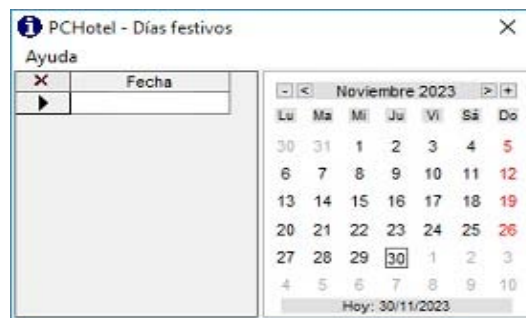 PCHotel - Días festivos
Ayuda
Fecha
- < Noviembre 2023 > +
Lu Ma Mi Ju Vi Sá Do
30 31 1 2 3 4 5
6 7 8 9 10 11 12
13 14 15 16 17 18 19
20 21 22 23 24 25 26
27 28 29 30 1 2 3
4 5 6 7 8 9 10
Hoy: 30/11/2023